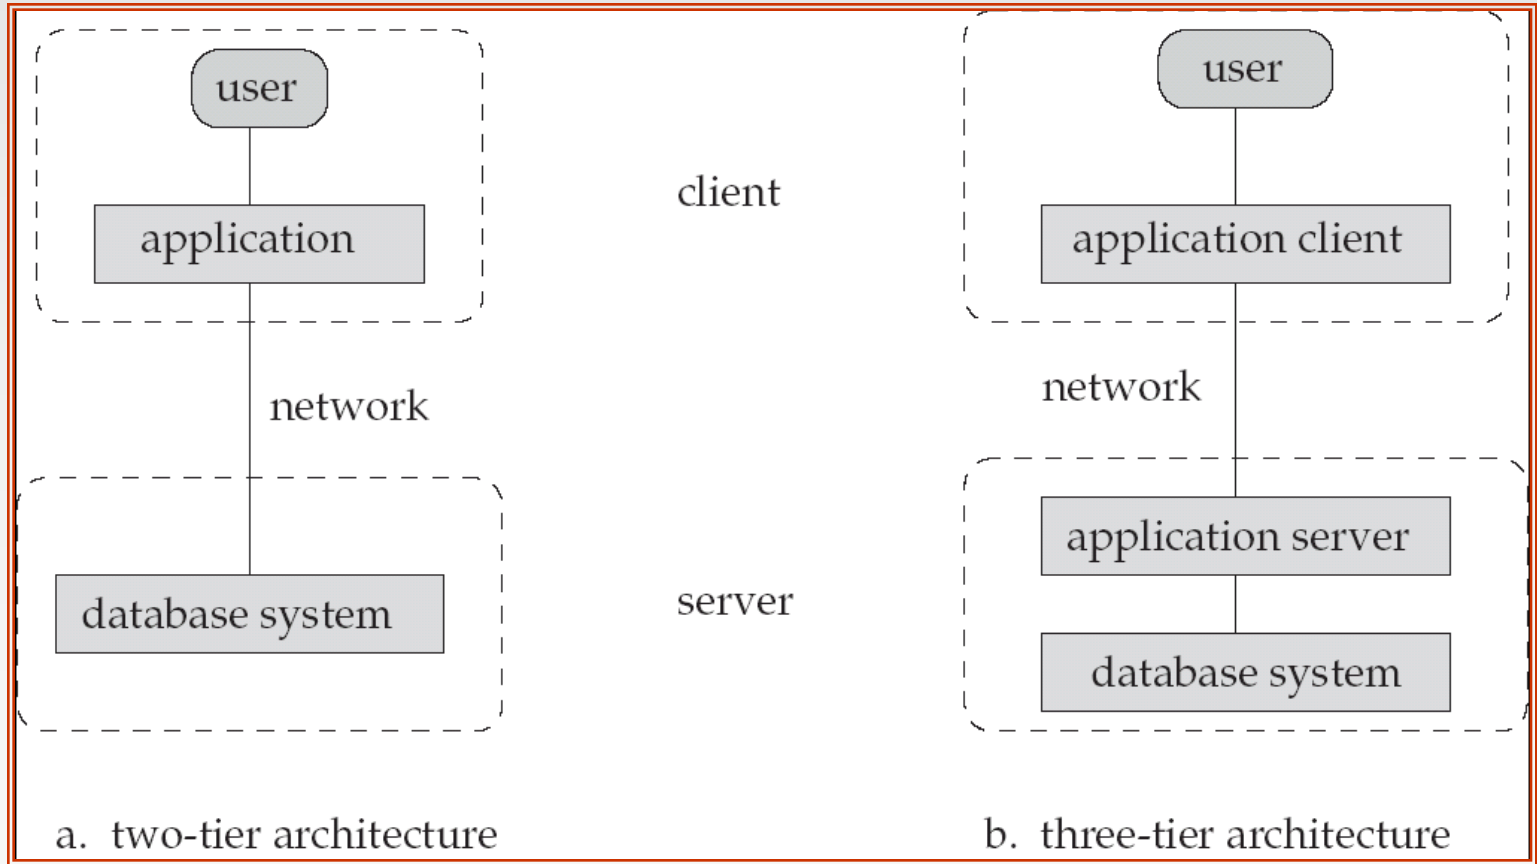 user
application
network
database system
a. two-tier architecture
client
server
user
application client
network
application server
database system
b. three-tier architecture